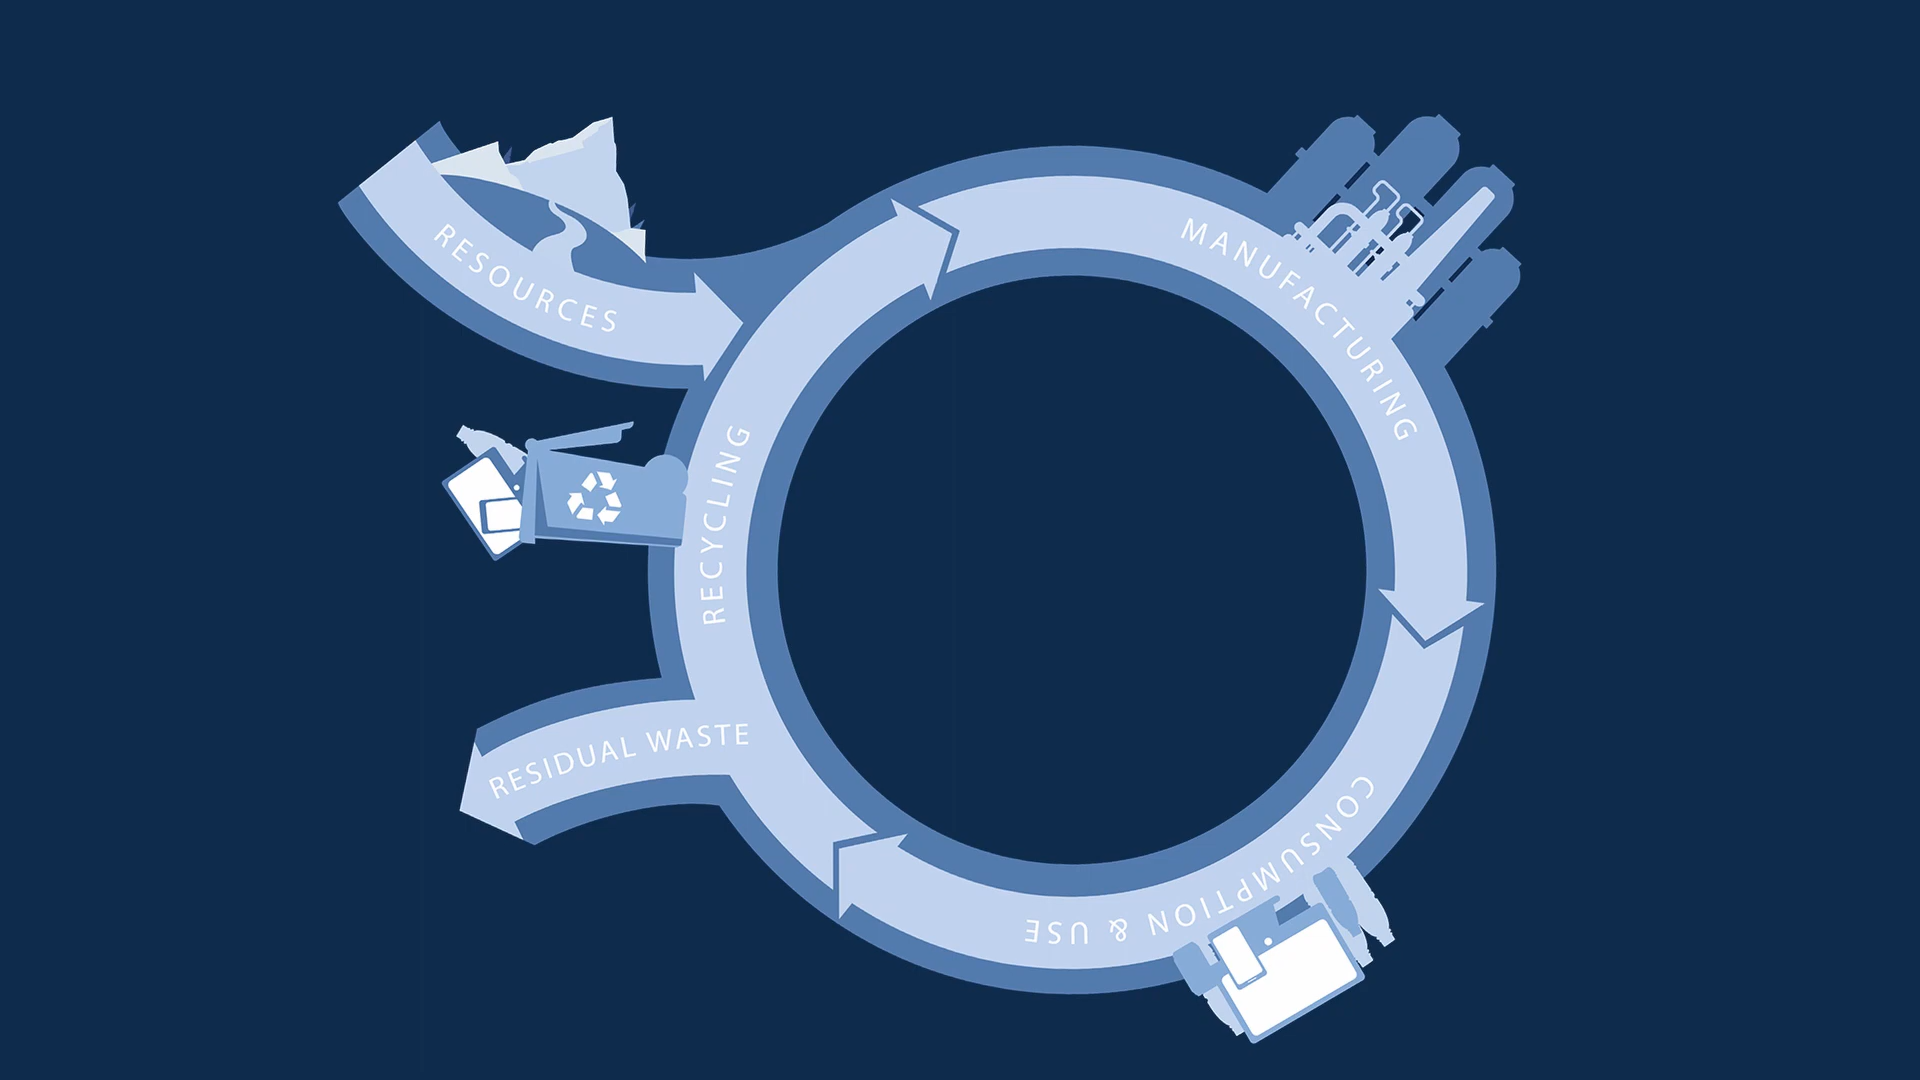 RESOURCES
MANUFACTURING
CONSUMPTION & USE
RECYCLING
RESIDUAL WASTE